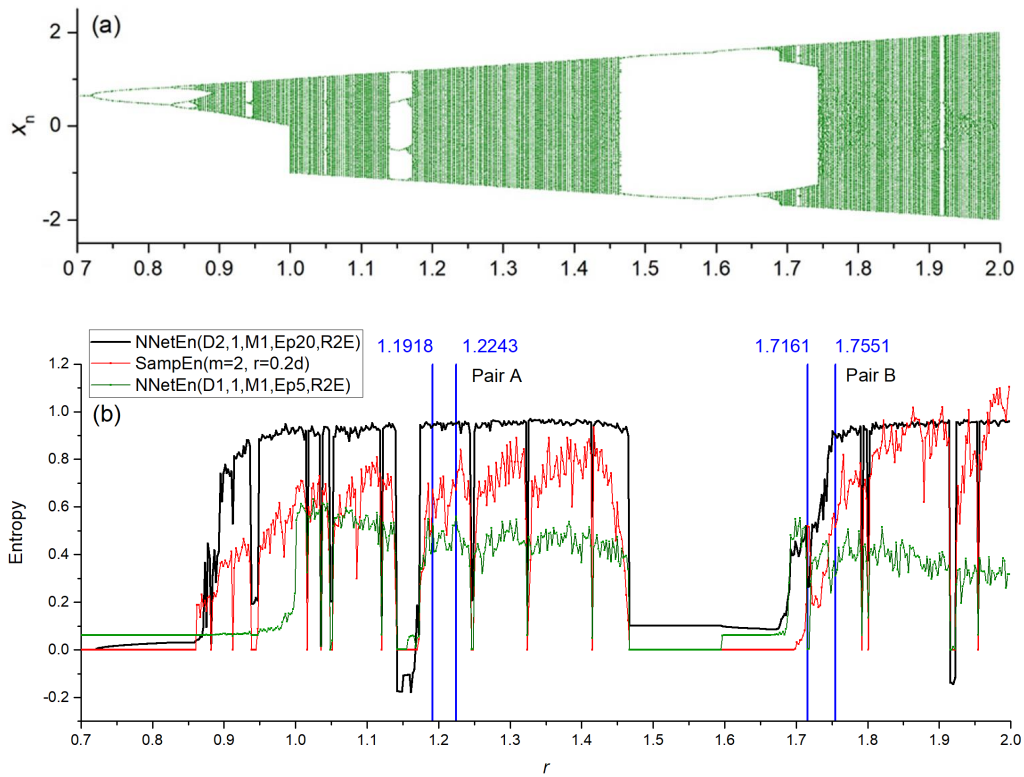 (a)
2
0
-2
xn
0 7 0.8 0.9 1.0 1.1 1.2 1.3 1.4 1.5 1.6 1.7 1.8 1.9 2.0
NNetEn(D2,1,M1,Ep20,R2E)
SampEn(m=2, r=0.2d)
NNetEn(D1,1,M1,Ep5,R2E)
1.1918 1.2243 1.7161 1.7551
Pair A Pair B
(b)
1.2
1.0
0.8
0.6
0.4
0.2
0.0
-0.2
Entropy
0.7 0.8 0.9 1.0 1.1 1.2 1.3 1.4 1.5 1.6 1.7 1.8 1.9 2.0
r